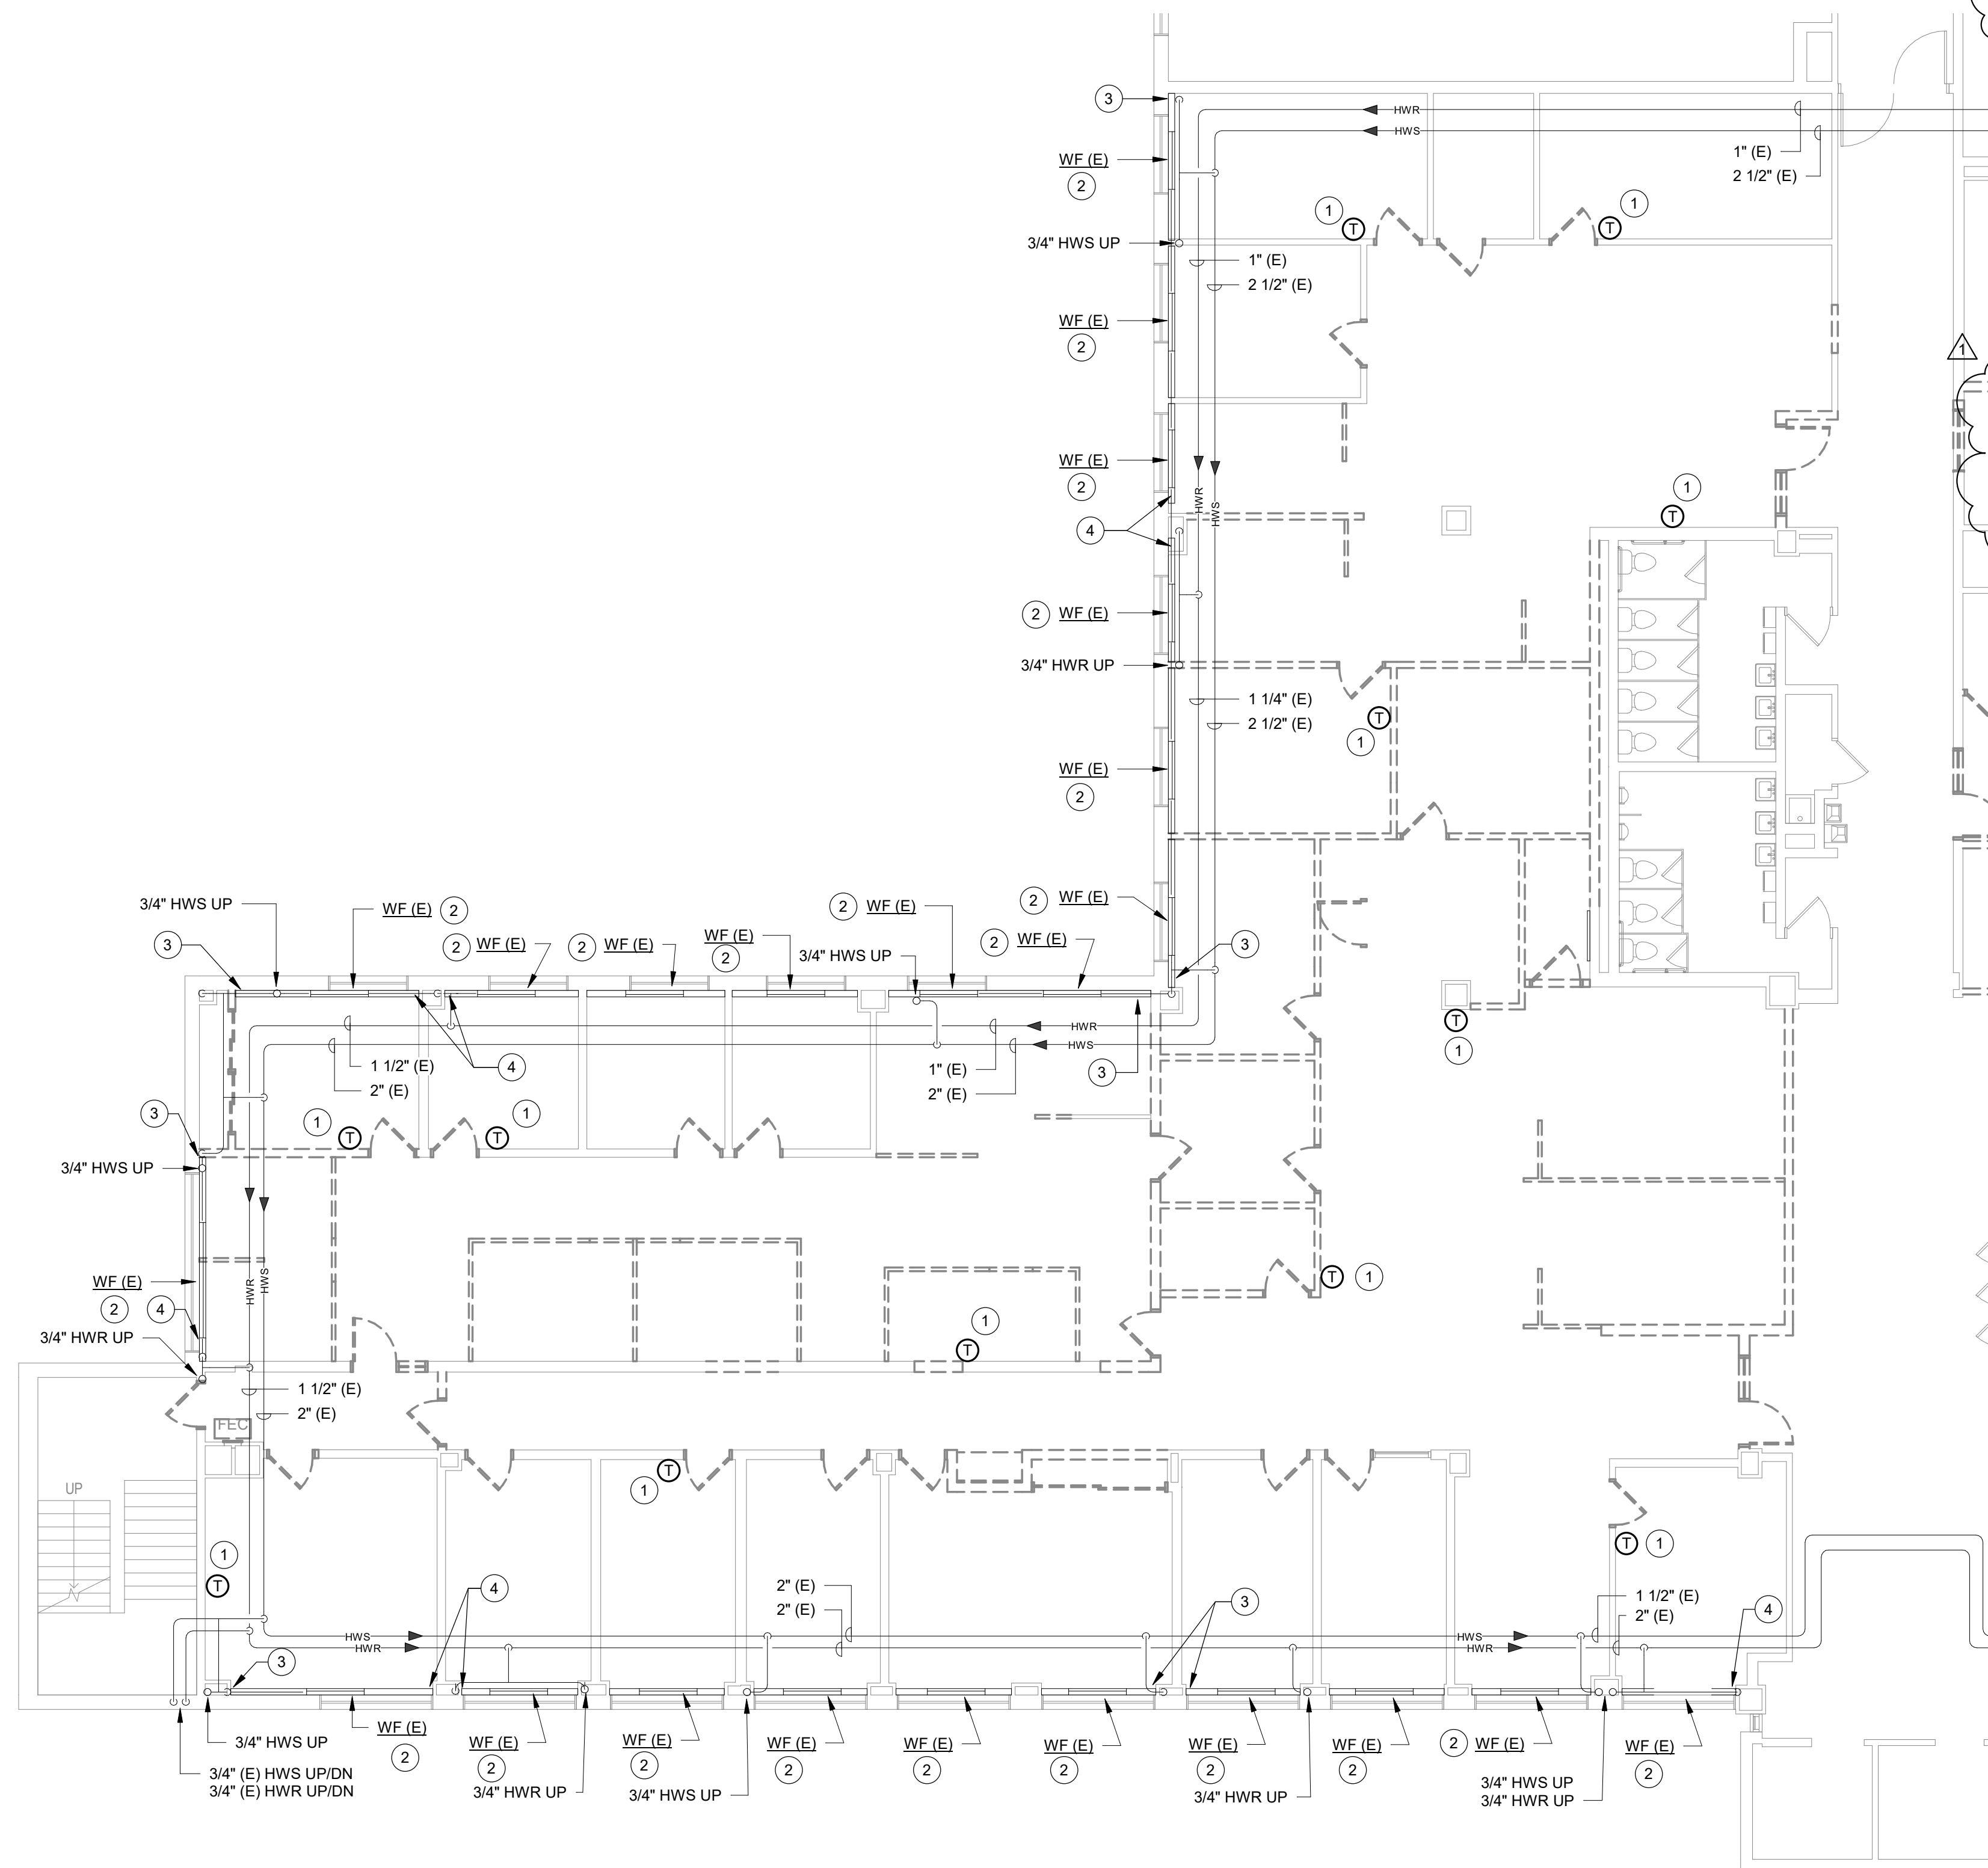 3
HWR
HWS
1" (E)
2 1/2" (E)
WF (E)
2
1
T
1
T
3/4" HWS UP
1" (E)
2 1/2" (E)
WF (E)
2
1
WF (E)
2
HWR
HWS
4
1
T
2
WF (E)
3/4" HWR UP
1 1/4" (E)
2 1/2" (E)
T
1
WF (E)
2
3/4" HWS UP
WF (E)
2
2
WF (E)
2
WF (E)
3
2
WF (E)
2
WF (E)
WF (E)
2
3/4" HWS UP
2
WF (E)
3
HWR
HWS
1 1/2" (E)
2" (E)
4
1" (E)
2" (E)
3
T
1
3
1
T
1
T
3/4" HWS UP
WF (E)
2
4
HWR
HWS
3/4" HWR UP
T
1
1
T
1 1/2" (E)
2" (E)
FEC
UP
T
1
1
T
T
1
4
2" (E)
2" (E)
3
1 1/2" (E)
2" (E)
4
HWS
HWR
HWS
HWR
3
WF (E)
2
WF (E)
2
WF (E)
2
WF (E)
2
WF (E)
2
WF (E)
2
WF (E)
2
WF (E)
2
2
WF (E)
WF (E)
2
3/4" HWS UP
3/4" (E) HWS UP/DN
3/4" (E) HWR UP/DN
3/4" HWR UP
3/4" HWS UP
3/4" HWR UP
3/4" HWS UP
3/4" HWR UP